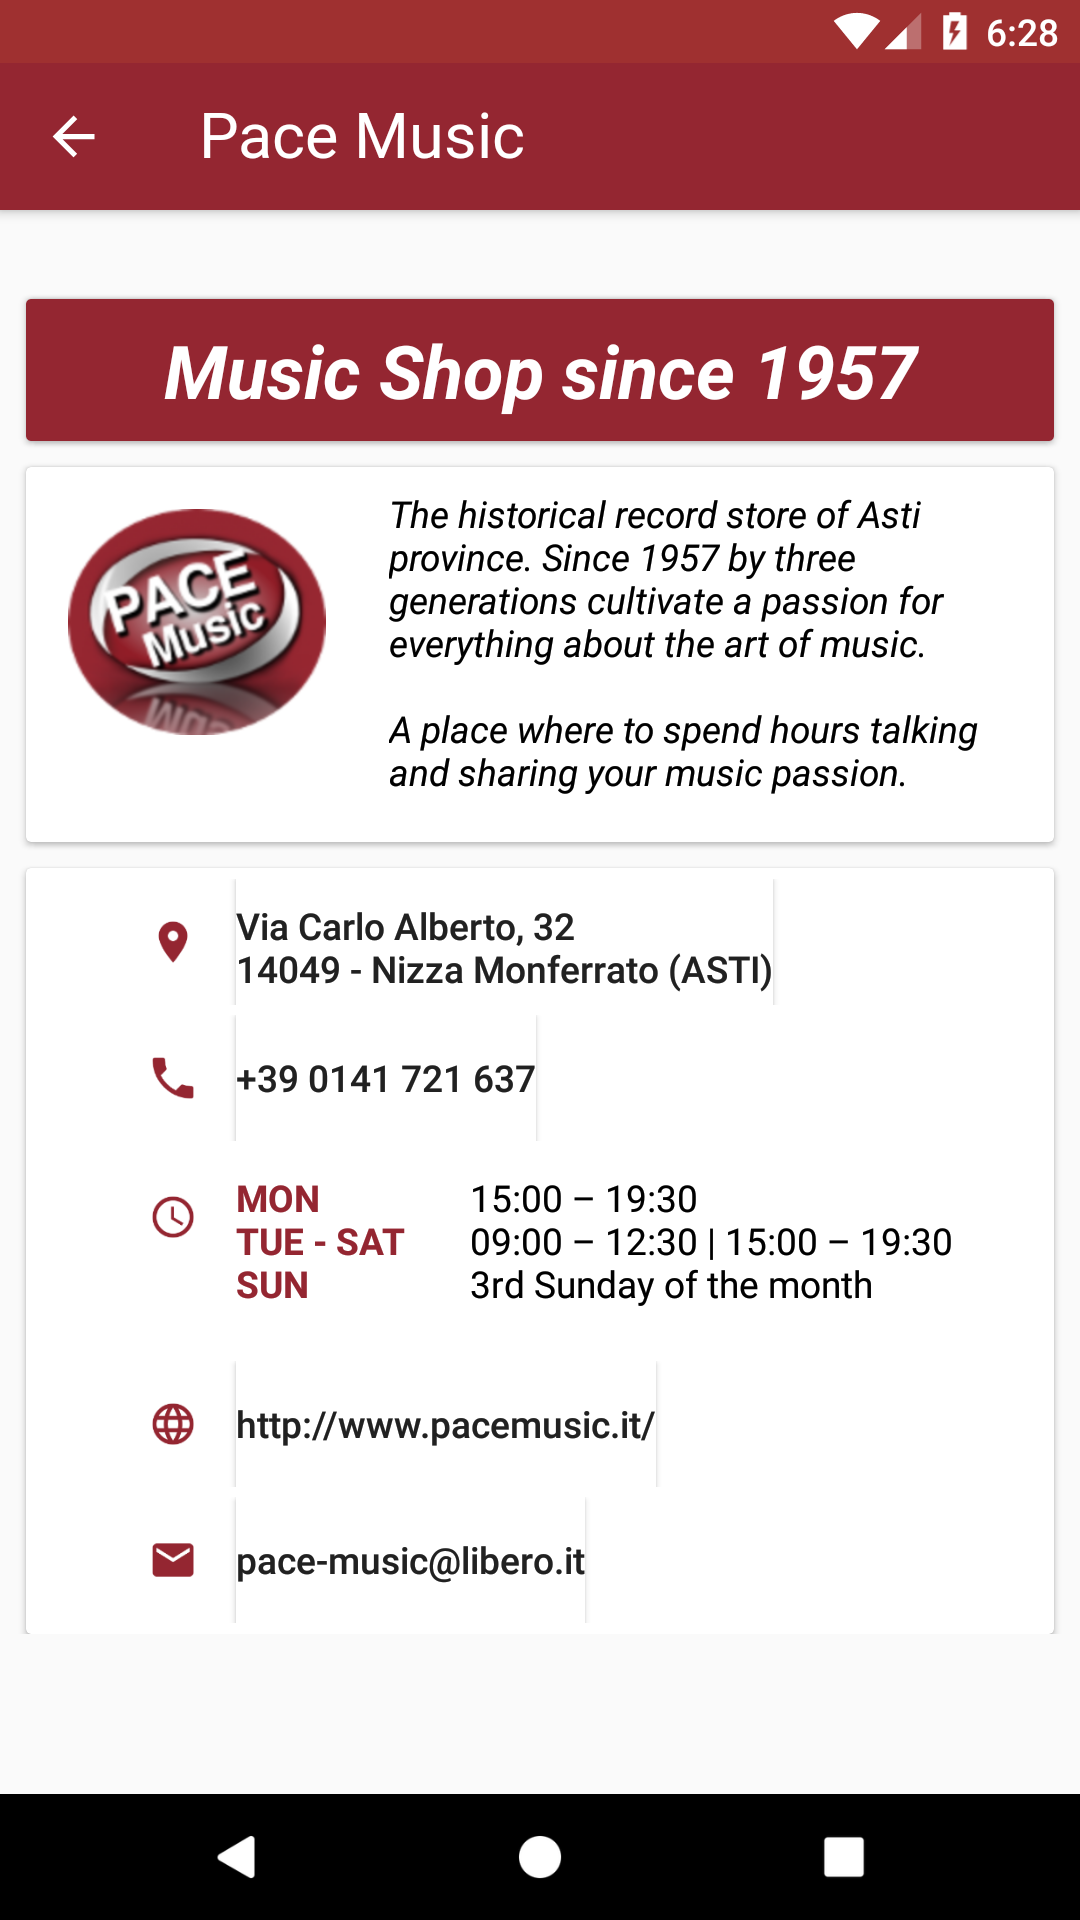 6:28
Pace Music
Music Shop since 1957
PACE
Music
The historical record store of Asti
province. Since 1957 by three
generations cultivate a passion for
everything about the art of music.
A place where to spend hours talking
and sharing your music passion.
Via Carlo Alberto, 32
14049 - Nizza Monferrato (ASTI)
+39 0141 721 637
MON 15:00 – 19:30
TUE - SAT 09:00 – 12:30 | 15:00 – 19:30
SUN 3rd Sunday of the month
http://www.pacemusic.it/
pace-music@libero.it